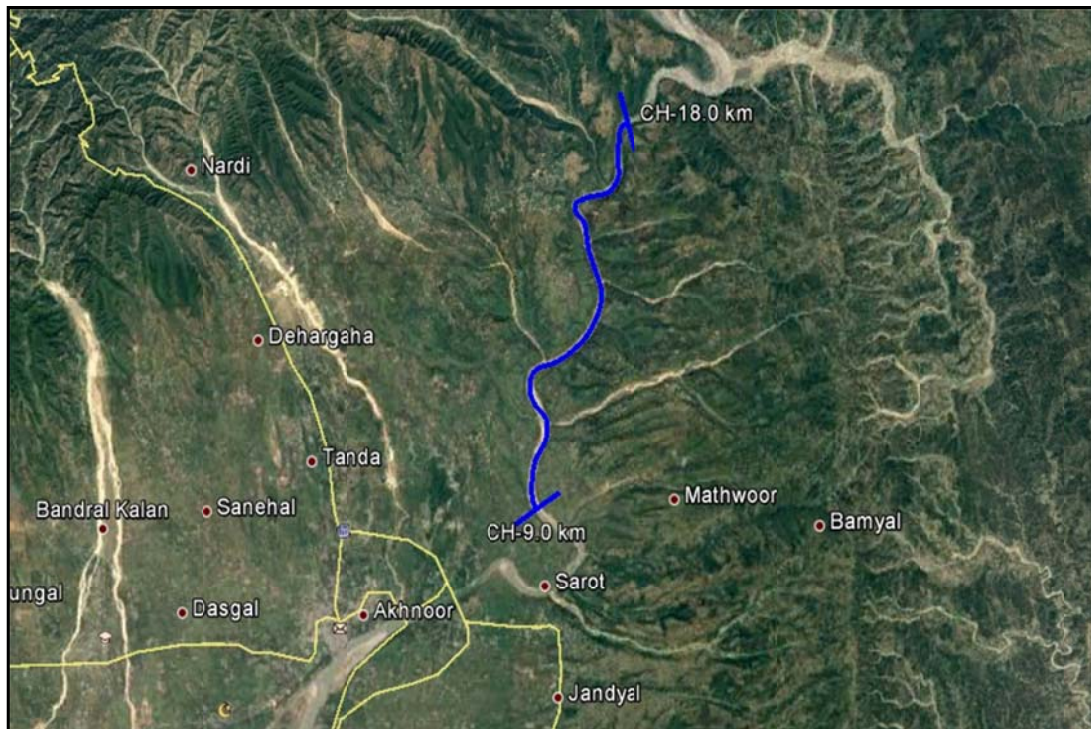 CH-18.0 km
Nardi
Dehargaha
Tanda
Mathwoor
Bandral Kalan
Sanehal
Bamyal
CH-9.0 km
Sarot
ungal
Dasgal
Akhnoor
Jandyal